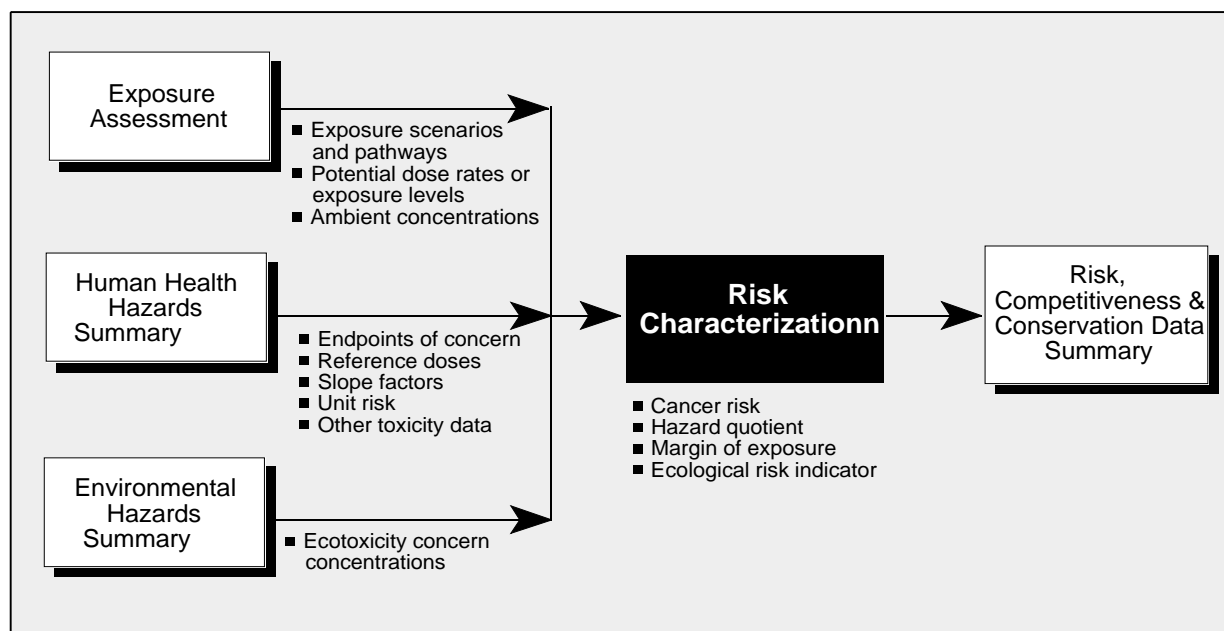 Exposure
Assessment
■ Exposure scenarios
and pathways
■ Potential dose rates or
exposure levels
■ Ambient concentrations
Human Health
Hazards
Summary
■ Endpoints of concern
■ Reference doses
■ Slope factors
■ Unit risk
■ Other toxicity data
Environmental
Hazards
Summary
■ Ecotoxicity concern
concentrations
Risk
Characterizationn
■ Cancer risk
■ Hazard quotient
■ Margin of exposure
■ Ecological risk indicator
Risk,
Competitiveness &
Conservation Data
Summary